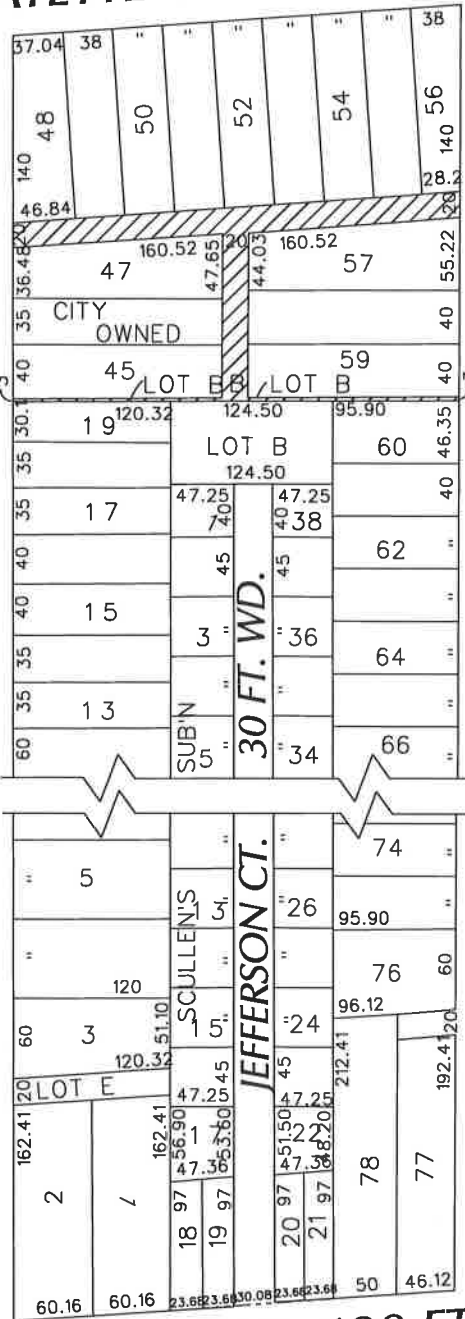 37.04 38 " " " " " 38
48 50 52 54 56
140 140
46.84 28.2
20 20
36.48 160.52 47.65 20 44.03 160.52 55.22
47 57
35 CITY 40
OWNED
40 45 59 40
LOT B B LOT B
120.32 124.50 95.90
30.1 19 LOT B 60 46.35
35 124.50 40
35 17 47.25 47.25
40 40 38
40 45 45 62 "
40 15 3 " " 36 "
35 " " 64 "
35 13
60 5 " " 34 66 "
SUB'N
30 FT. WD.
" " 74 "
" 5 13 " " 26 95.90 "
SCULLEN'S
JEFFERSON CT.
" 120 " " 76 60
60 3 51.10 15 " " 24 96.12
120.32 45 45 212.41 192.41 20
20 LOT E 47.25 47.25
162.41 162.41 56.90 17 53.60 51.50 22 48.20
47.36 47.36
2 97 97 97 97 78 77
18 19 20 21
60.16 60.16 23.68 23.68 30.08 23.68 23.68 50 46.12